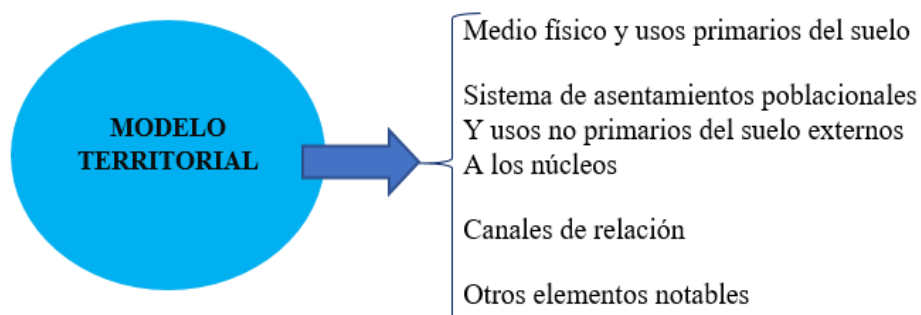 MODELO
TERRITORIAL
Medio físico y usos primarios del suelo
Sistema de asentamientos poblacionales
Y usos no primarios del suelo externos
A los núcleos
Canales de relación
Otros elementos notables